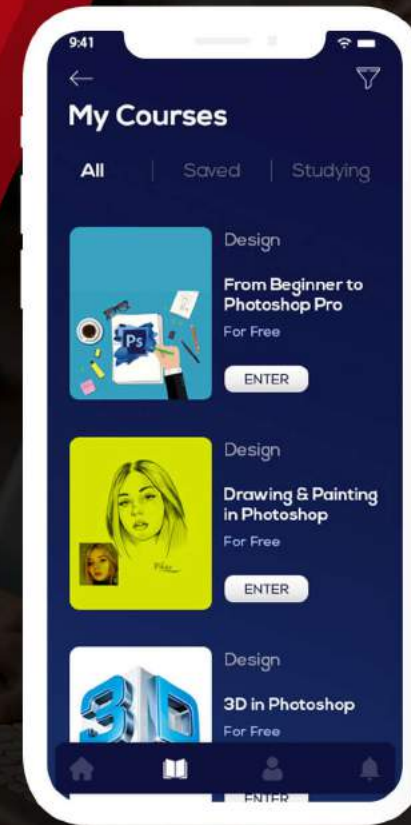 9:41
My Courses
All | Saved | Studying
Design
From Beginner to
Photoshop Pro
For Free
ENTER
Ps
Design
Drawing & Painting
in Photoshop
For Free
ENTER
Design
3D in Photoshop
For Free
3D
ENTER